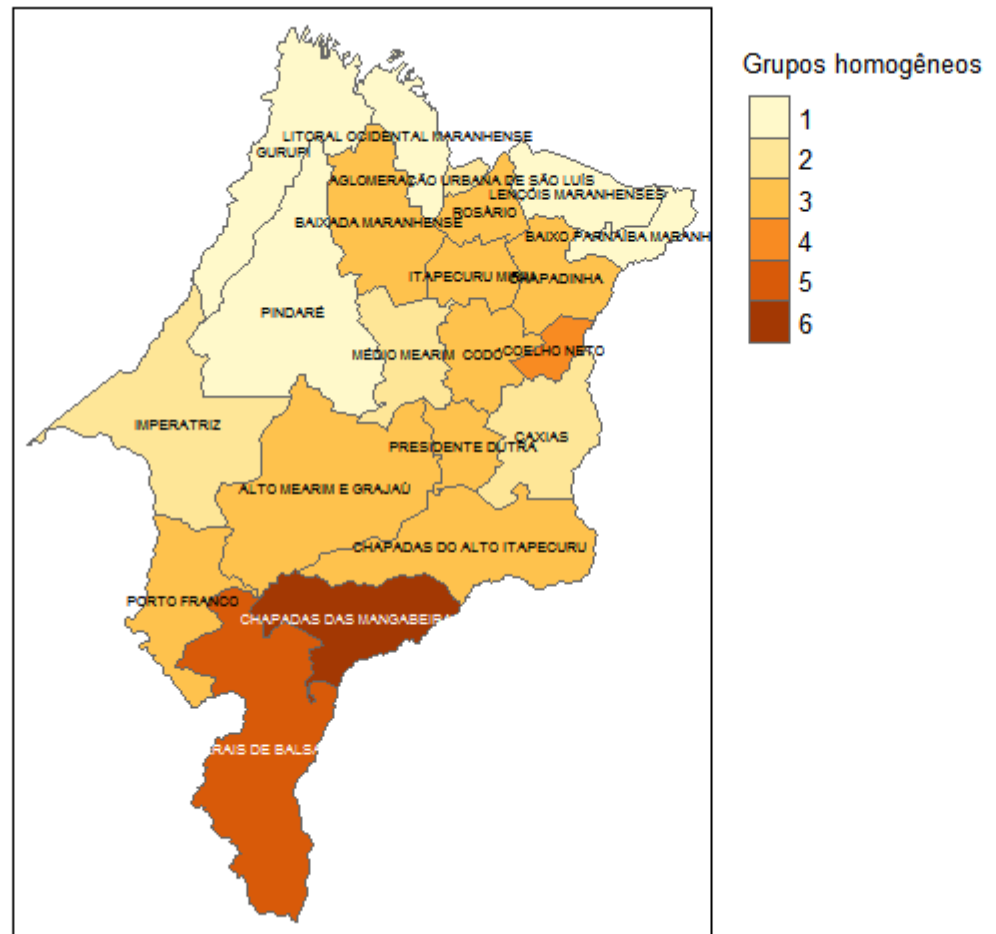 Grupos homogêneos
1
2
3
4
5
6
LITORAL OCIDENTAL MARANHENSE
GURUPI
AGLOMERAÇÃO URBANA DE SÃO LUÍS
LENÇÓIS MARANHENSES
ROSÁRIO
BAIXADA MARANHENSE
BAIXO PARNAÍBA MARANH
ITAPECURU MIRIM
CHAPADINHA
PINDARÉ
MÉDIO MEARIM
CODÓ
COELHO NETO
IMPERATRIZ
CAXIAS
PRESIDENTE DUTRA
ALTO MEARIM E GRAJAÚ
CHAPADAS DO ALTO ITAPECURU
PORTO FRANCO
CHAPADAS DAS MANGABEIRA
RAIS DE BALSA